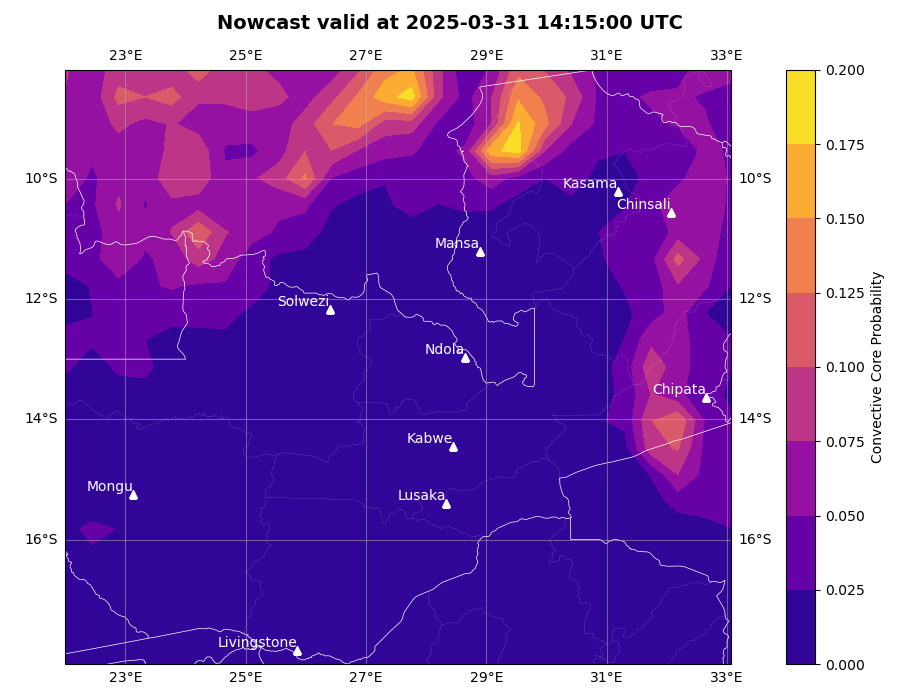 Nowcast valid at 2025-03-31 14:15:00 UTC
23°E 25°E 27°E 29°E 31°E 33°E
0.200
0.175
10°S Kasama 10°S
Chinsali
0.150
Mansa
0.125
12°S Solwezi 12°S
Ndola
0.100
Chipata
14°S 14°S
0.075
Kabwe
Mongu Lusaka
0.050
16°S 16°S
0.025
Livingstone
0.000
23°E 25°E 27°E 29°E 31°E 33°E
Convective Core Probability